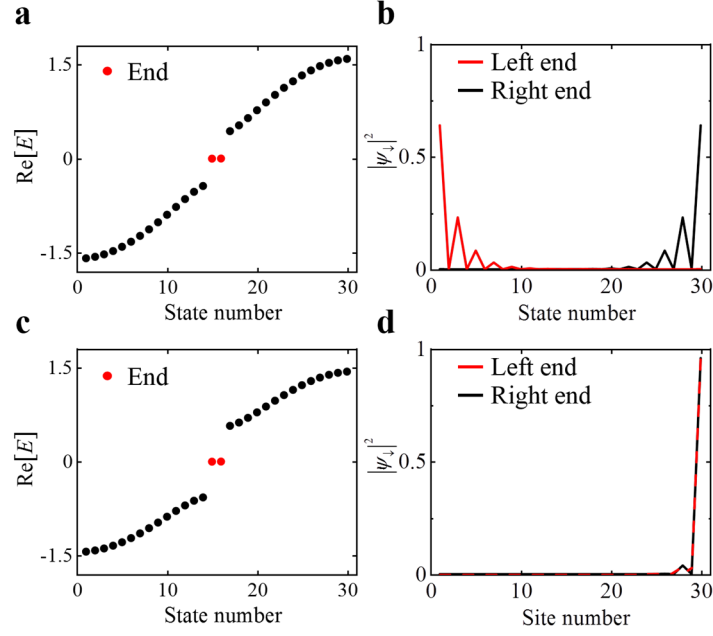 a
End
Re[E]
1.5
0
-1.5
0
10
20
30
State number
b
Left end
Right end
|ψ↓|²
1
0.5
0
0
10
20
30
State number
c
End
Re[E]
1.5
0
-1.5
0
10
20
30
State number
d
Left end
Right end
|ψ↓|²
1
0.5
0
0
10
20
30
Site number